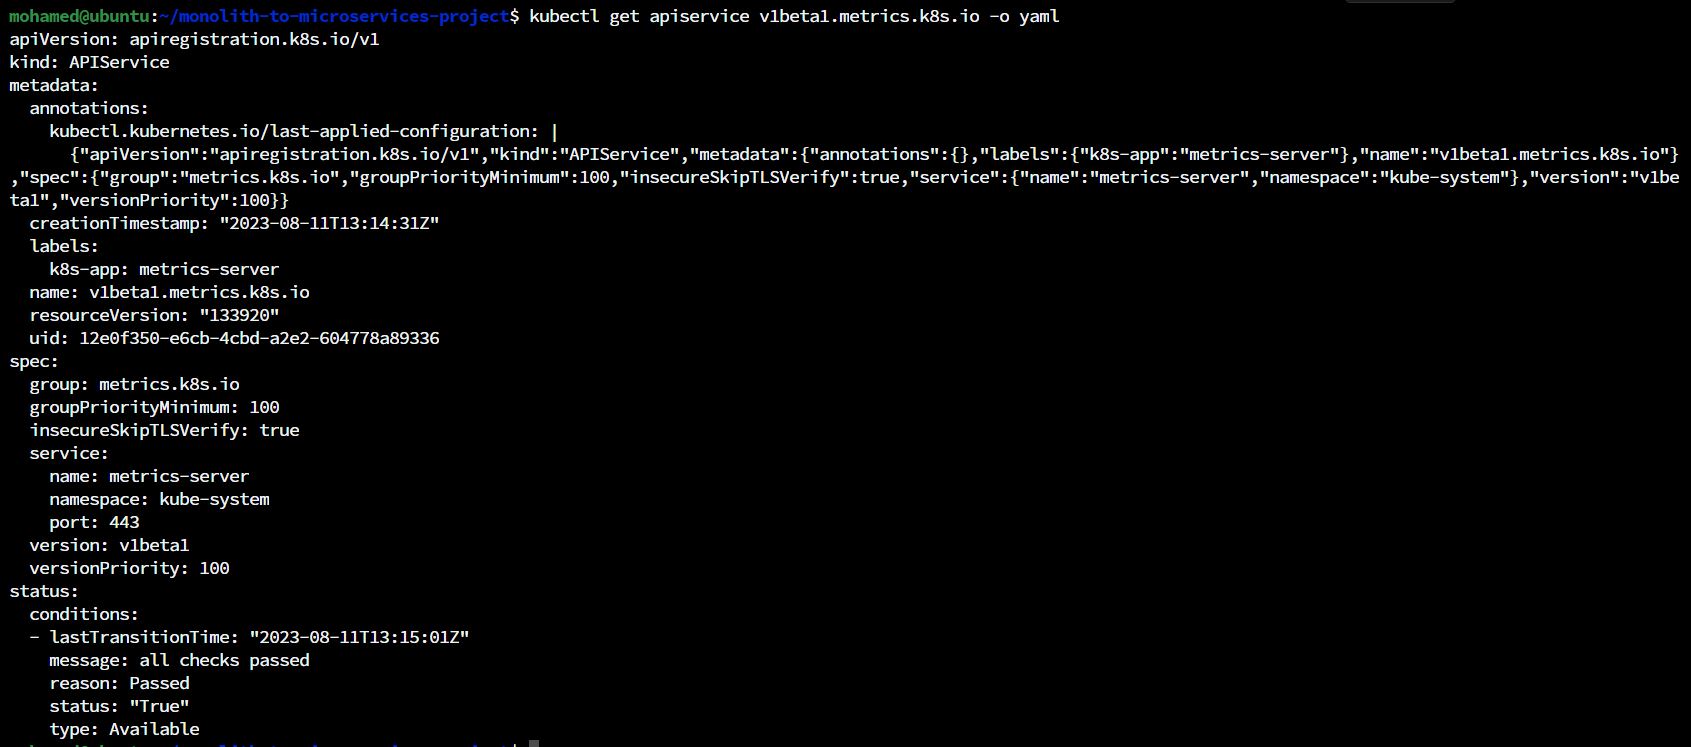 mohamed@ubuntu:~/monolith-to-microservices-project$ kubectl get apiservice v1beta1.metrics.k8s.io -o yaml
apiVersion: apiregistration.k8s.io/v1
kind: APIService
metadata:
  annotations:
    kubectl.kubernetes.io/last-applied-configuration: |
      {"apiVersion":"apiregistration.k8s.io/v1","kind":"APIService","metadata":{"annotations":{},"labels":{"k8s-app":"metrics-server"},"name":"v1beta1.metrics.k8s.io"}
,"spec":{"group":"metrics.k8s.io","groupPriorityMinimum":100,"insecureSkipTLSVerify":true,"service":{"name":"metrics-server","namespace":"kube-system"},"version":"v1be
ta1","versionPriority":100}}
  creationTimestamp: "2023-08-11T13:14:31Z"
  labels:
    k8s-app: metrics-server
  name: v1beta1.metrics.k8s.io
  resourceVersion: "133920"
  uid: 12e0f350-e6cb-4cbd-a2e2-604778a89336
spec:
  group: metrics.k8s.io
  groupPriorityMinimum: 100
  insecureSkipTLSVerify: true
  service:
    name: metrics-server
    namespace: kube-system
    port: 443
  version: v1beta1
  versionPriority: 100
status:
  conditions:
  - lastTransitionTime: "2023-08-11T13:15:01Z"
    message: all checks passed
    reason: Passed
    status: "True"
    type: Available